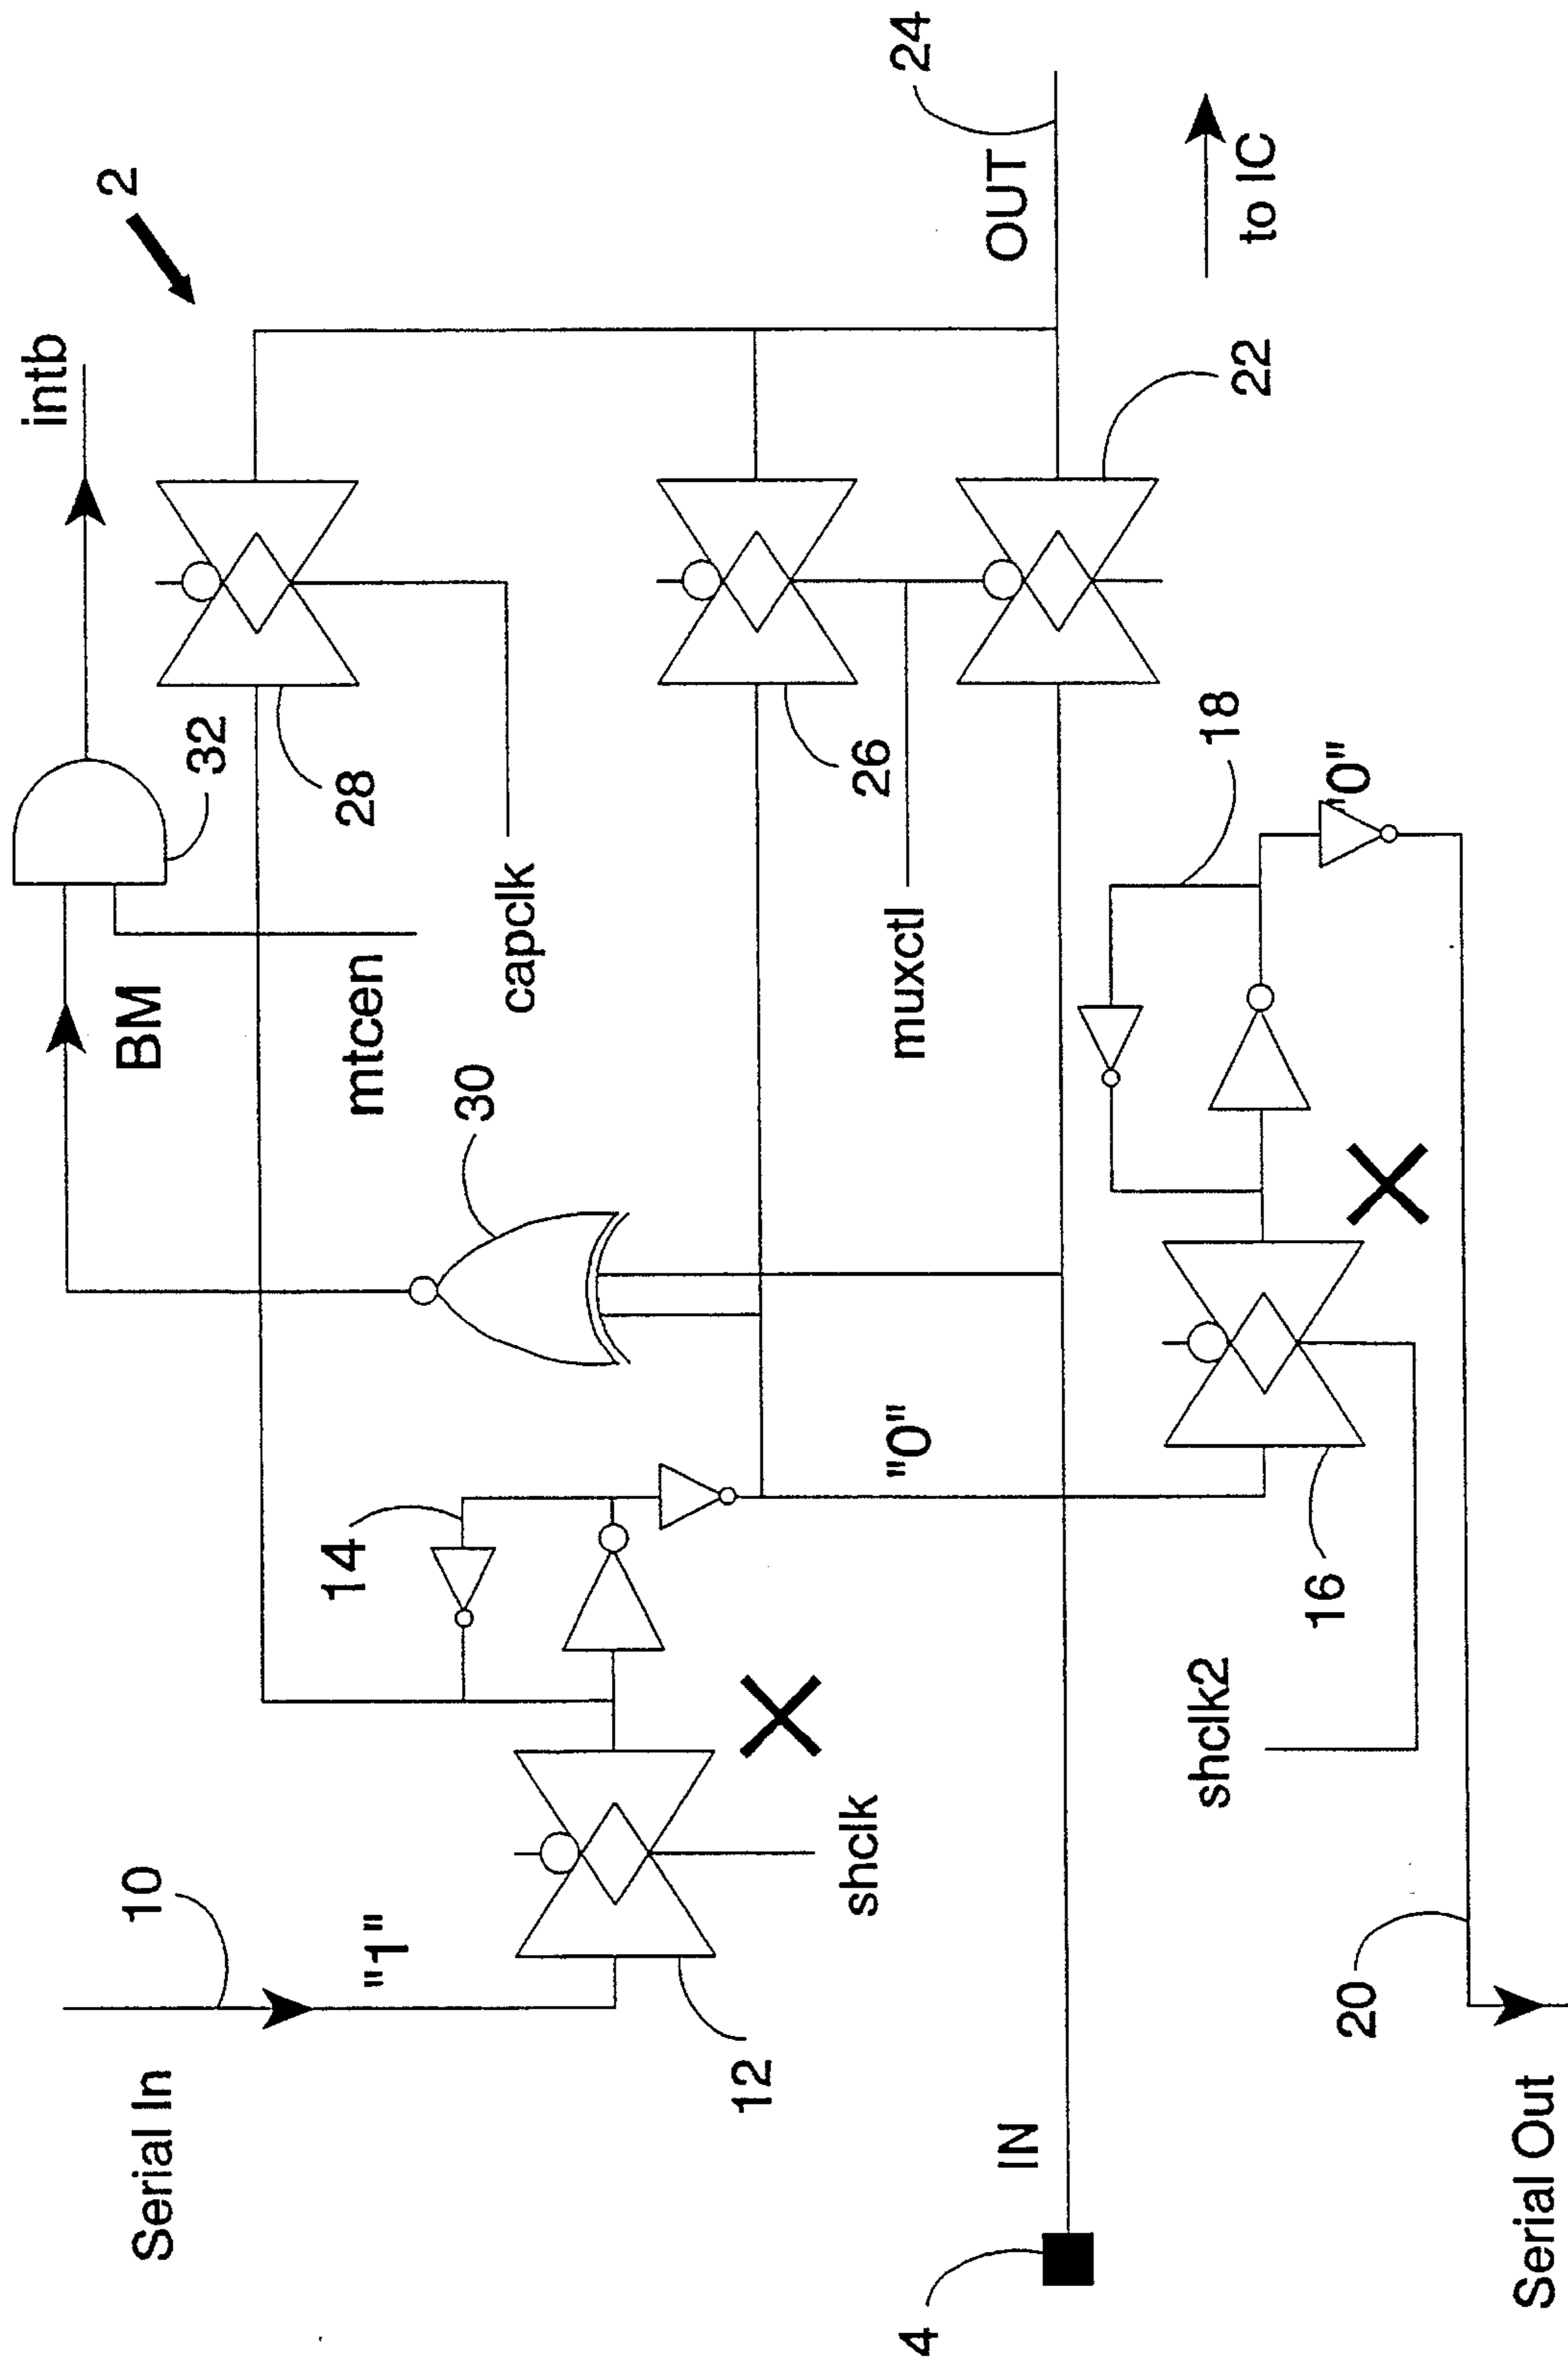 2
intb
Serial In
10
"1"
BM
32
mtcen
28
14
30
capclk
12
shclk
26
muxctl
"0"
OUT
24
IN
4
to IC
22
18
"0"
shclk2
16
20
Serial Out